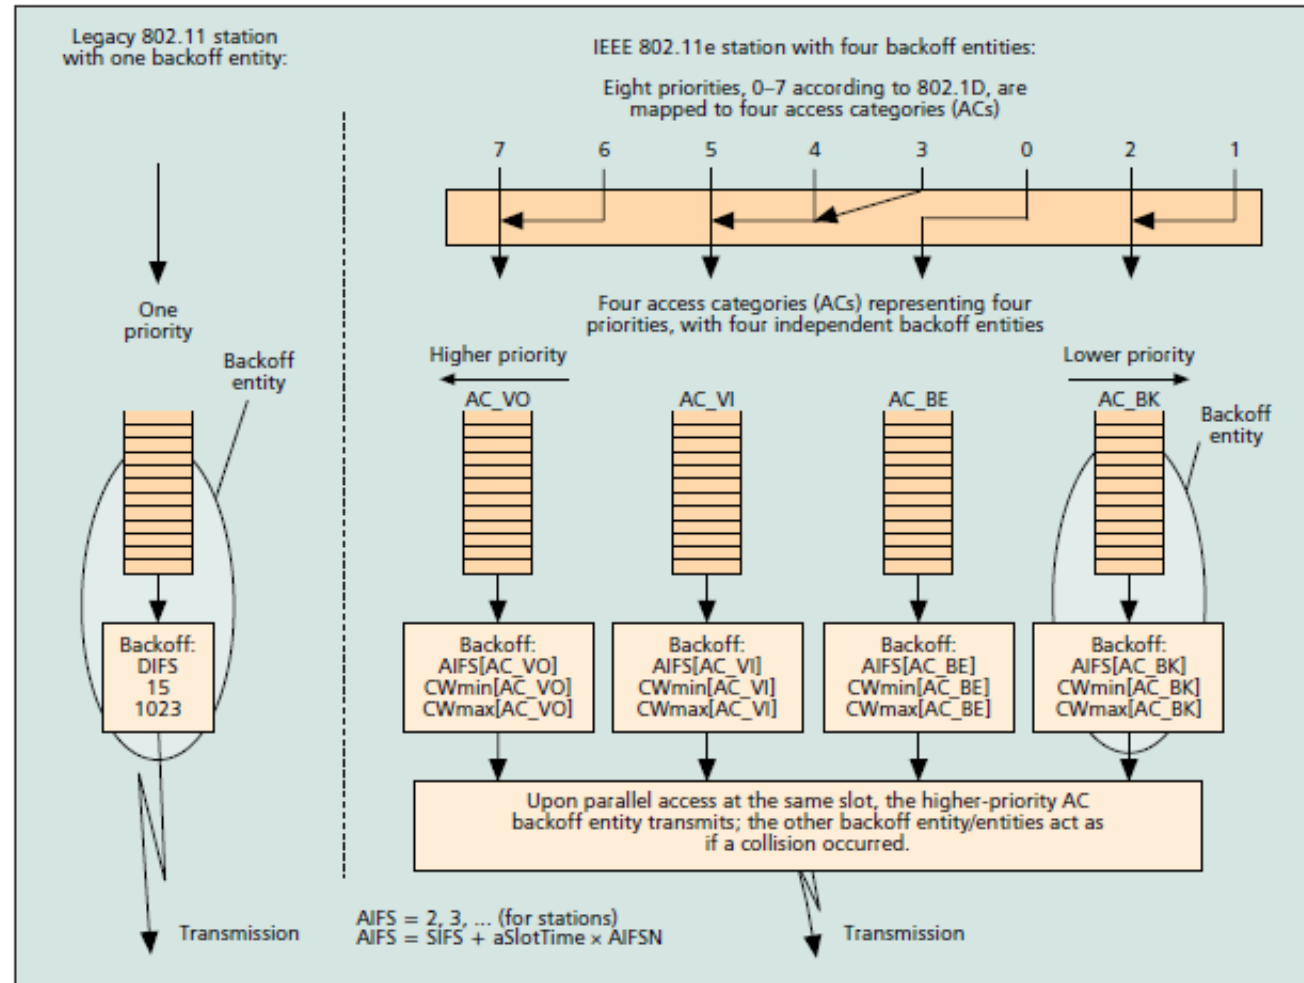 Legacy 802.11 station
with one backoff entity:
IEEE 802.11e station with four backoff entities:
Eight priorities, 0–7 according to 802.1D, are
mapped to four access categories (ACs)
7 6 5 4 3 0 2 1
One
priority
Backoff
entity
Four access categories (ACs) representing four
priorities, with four independent backoff entities
Higher priority
Lower priority
AC_VO AC_VI AC_BE AC_BK
Backoff
entity
Backoff:
DIFS
15
1023
Backoff:
AIFS[AC_VO]
CWmin[AC_VO]
CWmax[AC_VO]
Backoff:
AIFS[AC_VI]
CWmin[AC_VI]
CWmax[AC_VI]
Backoff:
AIFS[AC_BE]
CWmin[AC_BE]
CWmax[AC_BE]
Backoff:
AIFS[AC_BK]
CWmin[AC_BK]
CWmax[AC_BK]
Upon parallel access at the same slot, the higher-priority AC
backoff entity transmits; the other backoff entity/entities act as
if a collision occurred.
Transmission
AIFS = 2, 3, ... (for stations)
AIFS = SIFS + aSlotTime × AIFSN
Transmission